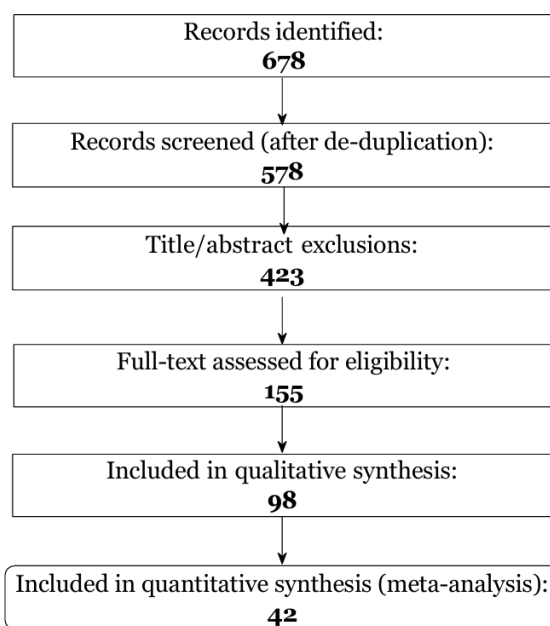 Records identified:
678
Records screened (after de-duplication):
578
Title/abstract exclusions:
423
Full-text assessed for eligibility:
155
Included in qualitative synthesis:
98
Included in quantitative synthesis (meta-analysis):
42